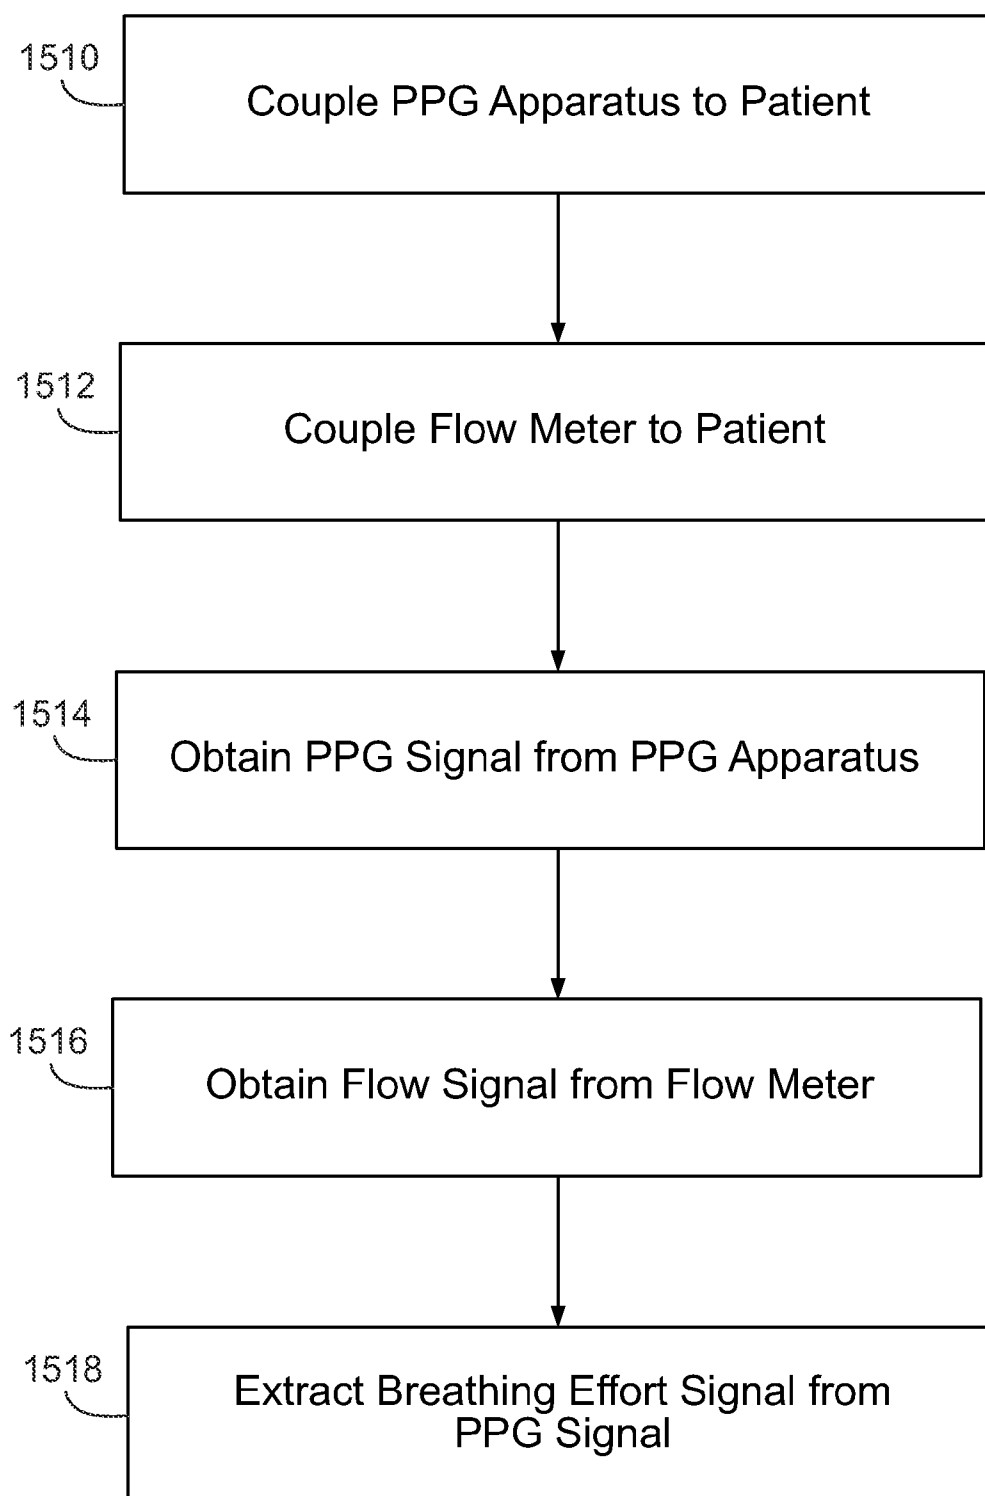 1510
Couple PPG Apparatus to Patient
1512
Couple Flow Meter to Patient
1514
Obtain PPG Signal from PPG Apparatus
1516
Obtain Flow Signal from Flow Meter
1518
Extract Breathing Effort Signal from
PPG Signal